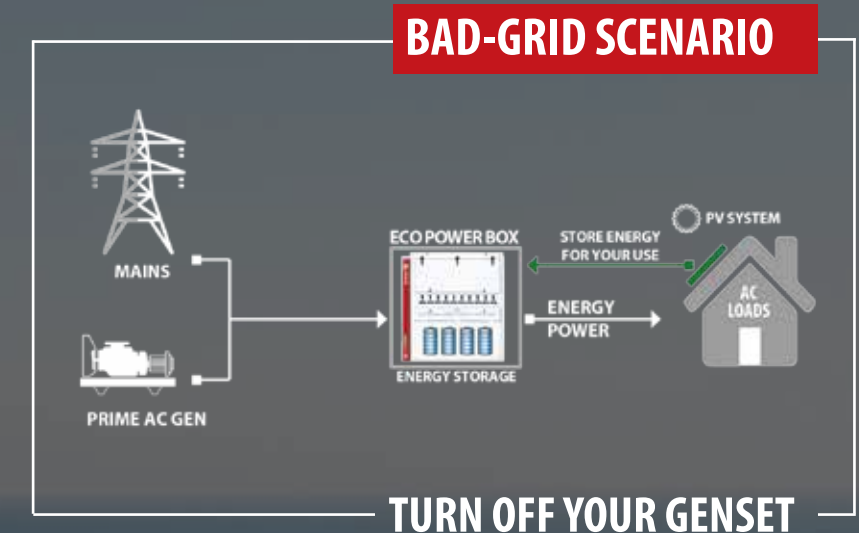 BAD-GRID SCENARIO
MAINS
PRIME AC GEN
ECO POWER BOX
ENERGY STORAGE
STORE ENERGY
FOR YOUR USE
ENERGY
POWER
PV SYSTEM
AC
LOADS
TURN OFF YOUR GENSET